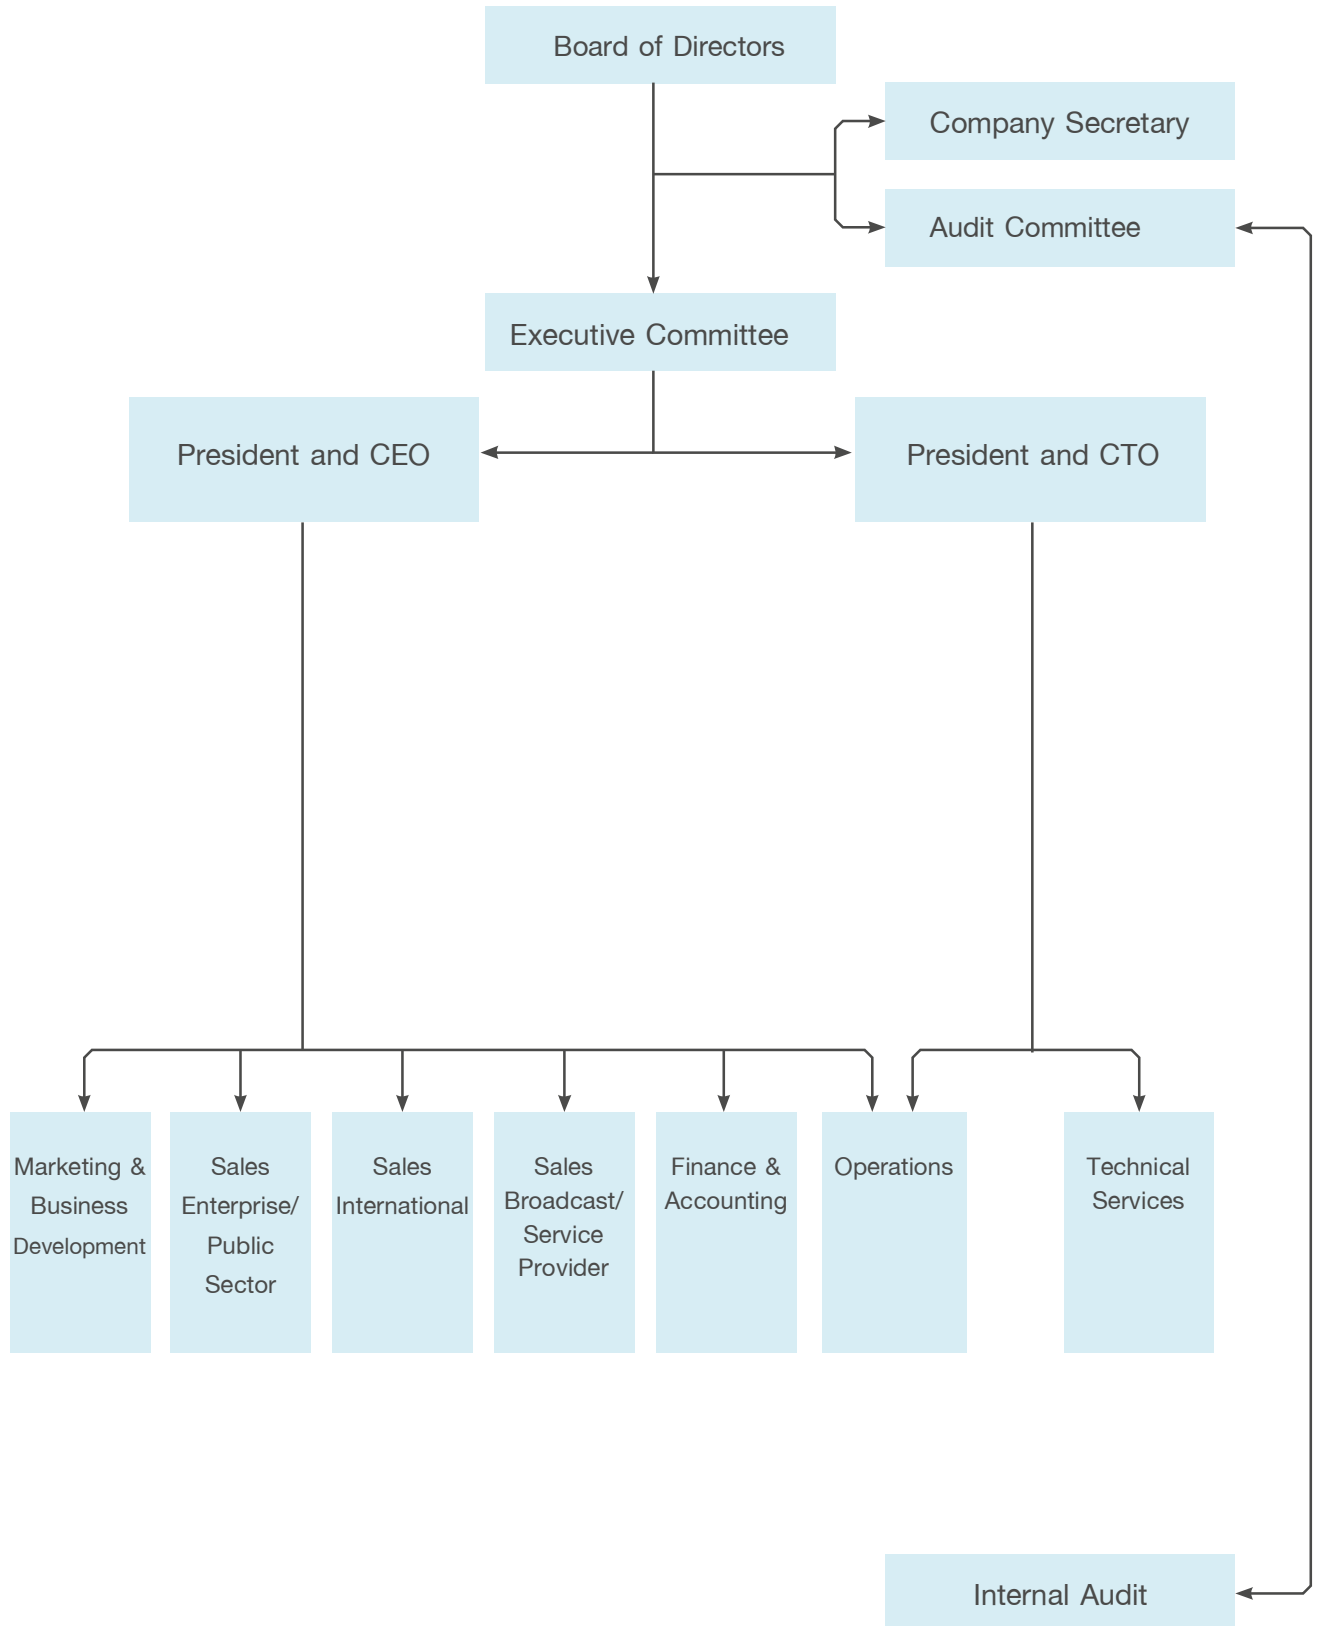 Board of Directors
Company Secretary
Audit Committee
Executive Committee
President and CEO
President and CTO
Marketing &
Business
Development
Sales
Enterprise/
Public
Sector
Sales
International
Sales
Broadcast/
Service
Provider
Finance &
Accounting
Operations
Technical
Services
Internal Audit